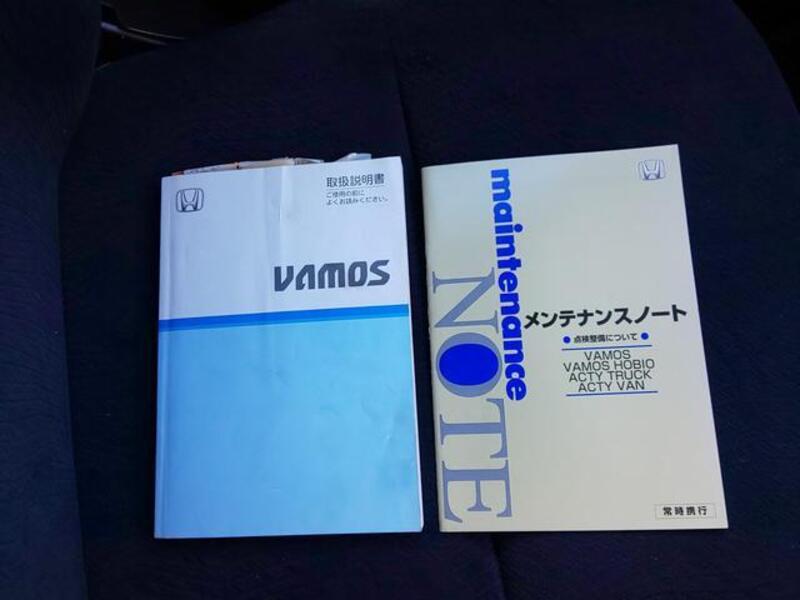 取扱説明書
ご使用の前に
よくお読みください。
VAMOS
maintenance
NOTE
メンテナンスノート
● 点検整備について ●
VAMOS
VAMOS HOBIO
ACTY TRUCK
ACTY VAN
常時携行